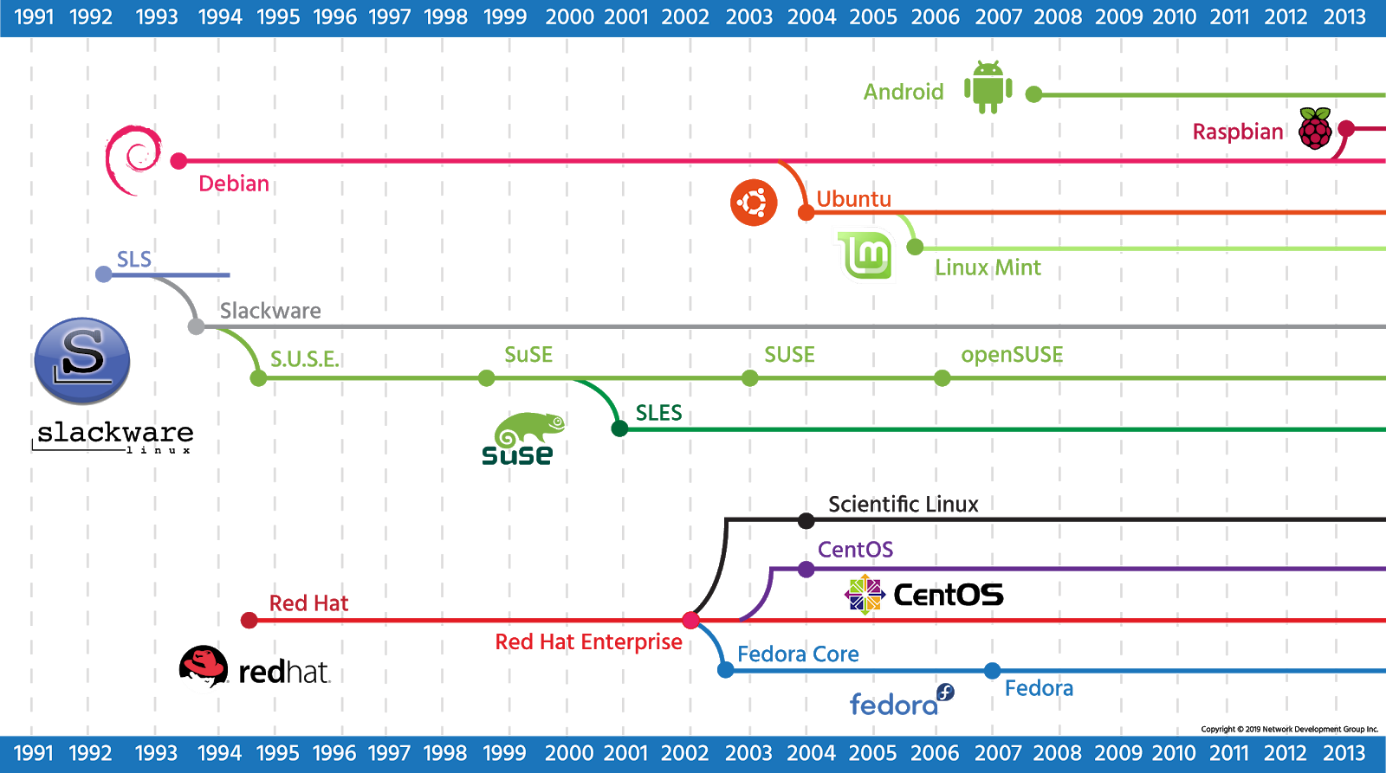 1991 1992 1993 1994 1995 1996 1997 1998 1999 2000 2001 2002 2003 2004 2005 2006 2007 2008 2009 2010 2011 2012 2013
Android
Raspbian
Debian
Ubuntu
lm
Linux Mint
SLS
Slackware
S
slackware
linux
S.U.S.E.
SuSE
SUSE
openSUSE
SLES
suse
Scientific Linux
CentOS
CentOS
Red Hat
Red Hat Enterprise
redhat.
Fedora Core
Fedora
fedora f
Copyright © 2019 Network Development Group Inc.
1991 1992 1993 1994 1995 1996 1997 1998 1999 2000 2001 2002 2003 2004 2005 2006 2007 2008 2009 2010 2011 2012 2013